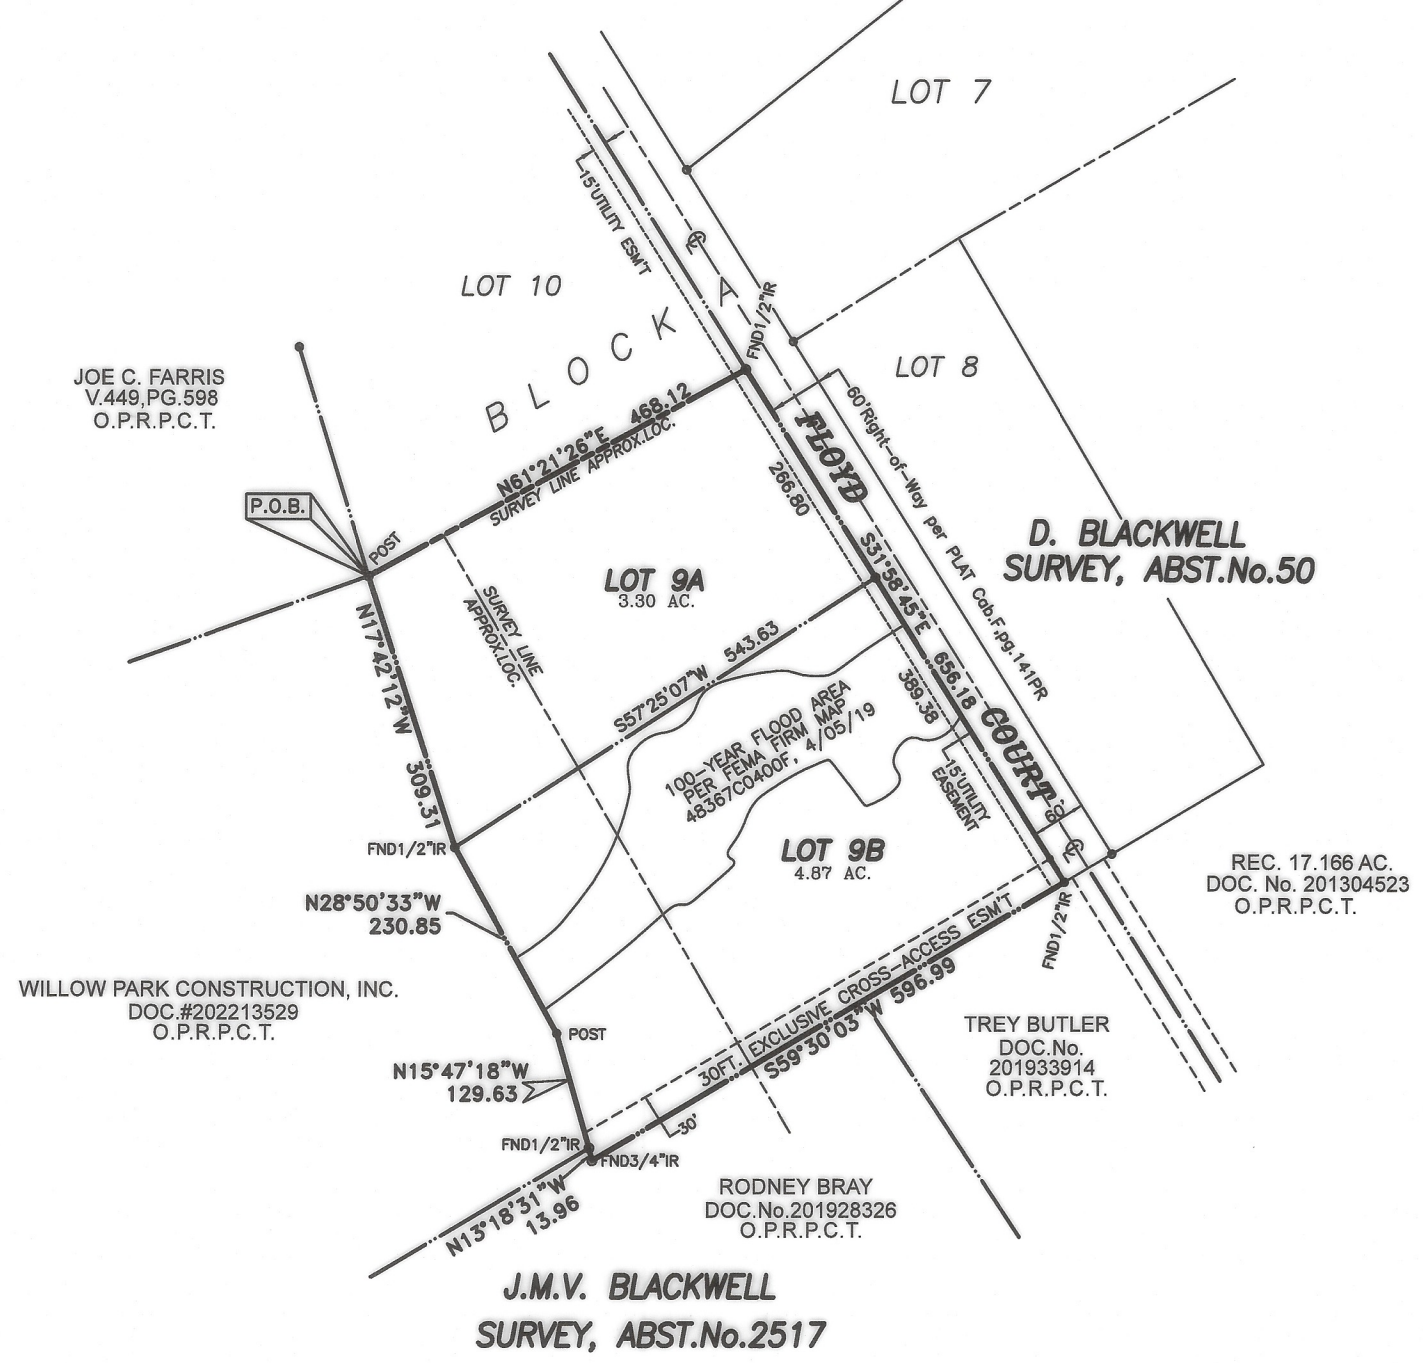 LOT 7
15'UTILITY ESM'T
℄
LOT 10
BLOCK A
FND1/2"IR
JOE C. FARRIS
V.449,PG.598
O.P.R.P.C.T.
LOT 8
N61°21'26"E 468.12
SURVEY LINE APPROX.LOC.
60'Right-of-Way per PLAT Cab.F,pg.141PR
FLOYD COURT
P.O.B.
POST
266.80
D. BLACKWELL
SURVEY, ABST.No.50
LOT 9A
3.30 AC.
S31°58'45"E 656.18
SURVEY LINE
APPROX.LOC.
N17°42'12"W 309.31
S57°25'07"W 543.63
389.38
100-YEAR FLOOD AREA
PER FEMA FIRM MAP
48367C0400F, 4/05/19
15'UTILITY
EASEMENT
60'
℄
FND1/2"IR
LOT 9B
4.87 AC.
REC. 17.166 AC.
DOC. No. 201304523
O.P.R.P.C.T.
N28°50'33"W
230.85
FND1/2"IR
30FT. EXCLUSIVE CROSS-ACCESS ESM'T
S59°30'03"W 596.99
WILLOW PARK CONSTRUCTION, INC.
DOC.#202213529
O.P.R.P.C.T.
POST
TREY BUTLER
DOC.No.
201933914
O.P.R.P.C.T.
N15°47'18"W
129.63
30'
FND1/2"IR
FND3/4"IR
N13°18'31"W
13.96
RODNEY BRAY
DOC.No.201928326
O.P.R.P.C.T.
J.M.V. BLACKWELL
SURVEY, ABST.No.2517